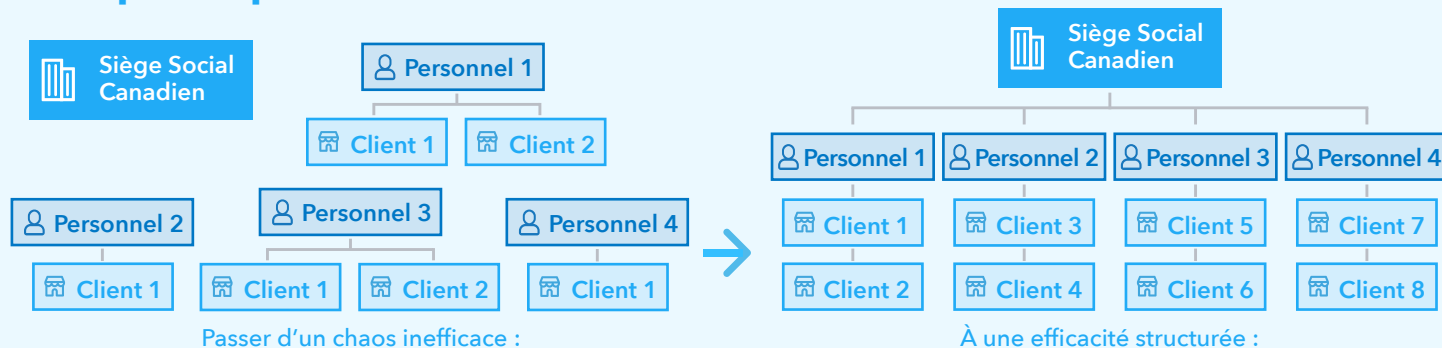 Siège Social
Canadien
Personnel 1
Client 1
Client 2
Personnel 2
Client 1
Personnel 3
Client 1
Client 2
Personnel 4
Client 1
Passer d'un chaos inefficace :
Siège Social
Canadien
Personnel 1
Personnel 2
Personnel 3
Personnel 4
Client 1
Client 3
Client 5
Client 7
Client 2
Client 4
Client 6
Client 8
À une efficacité structurée :